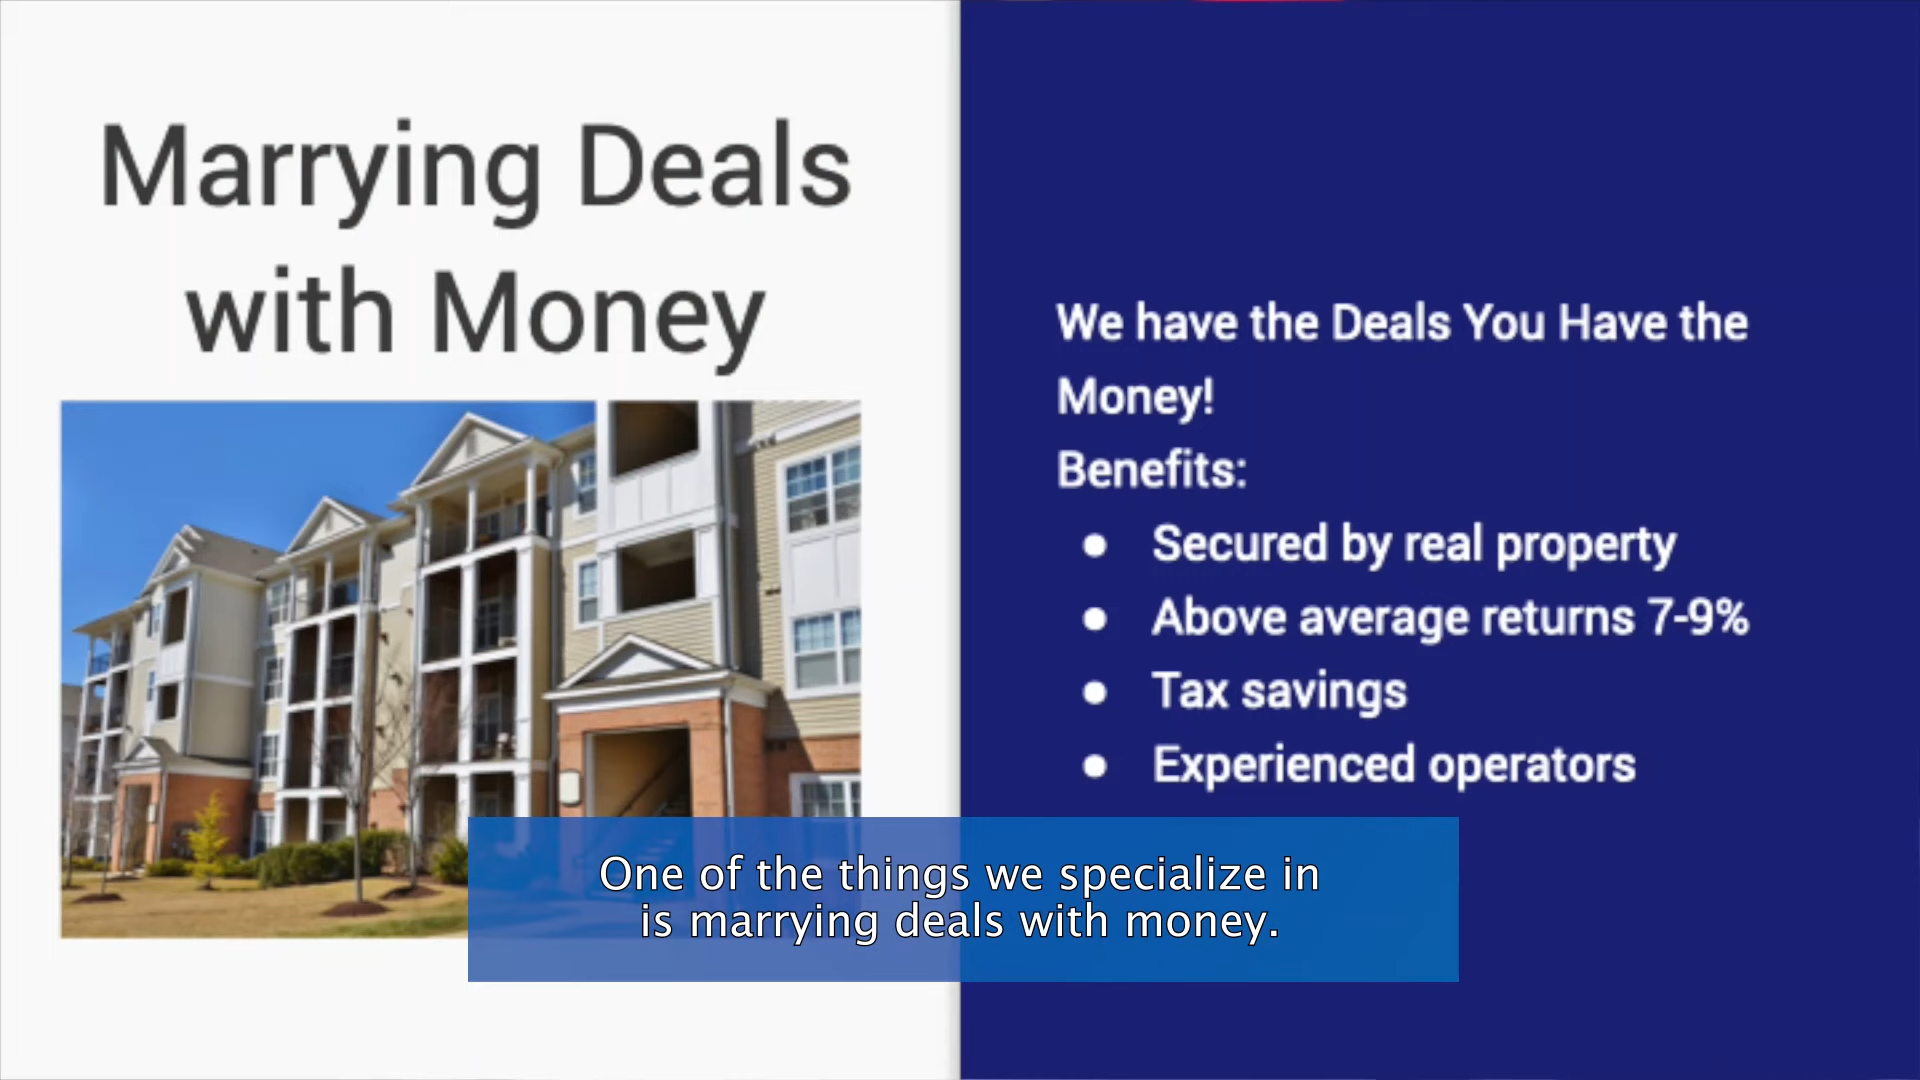 Marrying Deals
with Money
We have the Deals You Have the
Money!
Benefits:
● Secured by real property
● Above average returns 7-9%
● Tax savings
● Experienced operators
One of the things we specialize in
is marrying deals with money.